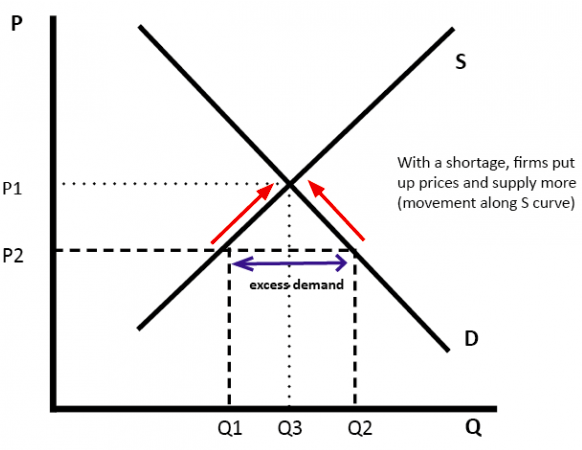 P
S
With a shortage, firms put
up prices and supply more
(movement along S curve)
P1
P2
excess demand
D
Q1 Q3 Q2 Q